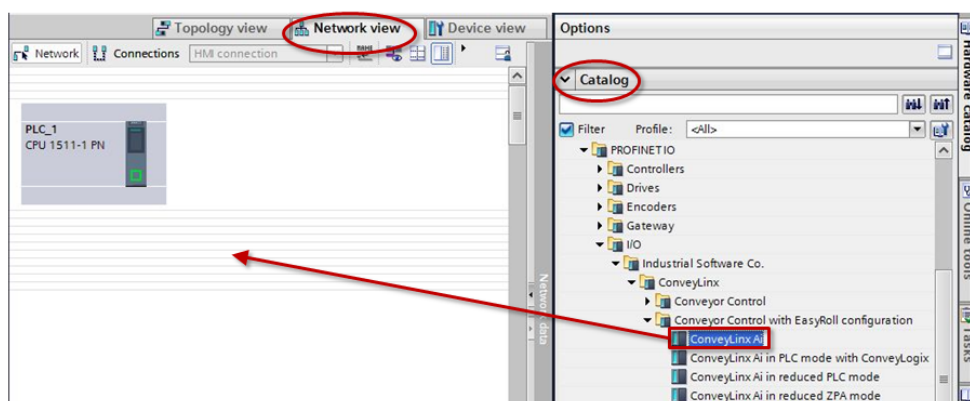 Topology view
Network view
Device view
Options
Network
Connections
HMI connection
Catalog
PLC_1
CPU 1511-1 PN
Filter
Profile:
<All>
PROFINET IO
Controllers
Drives
Encoders
Gateway
I/O
Industrial Software Co.
ConveyLinx
Conveyor Control
Conveyor Control with EasyRoll configuration
ConveyLinx Ai
ConveyLinx Ai in PLC mode with ConveyLogix
ConveyLinx Ai in reduced PLC mode
ConveyLinx Ai in reduced ZPA mode
Network data
Hardware catalog
Online tools
Tasks